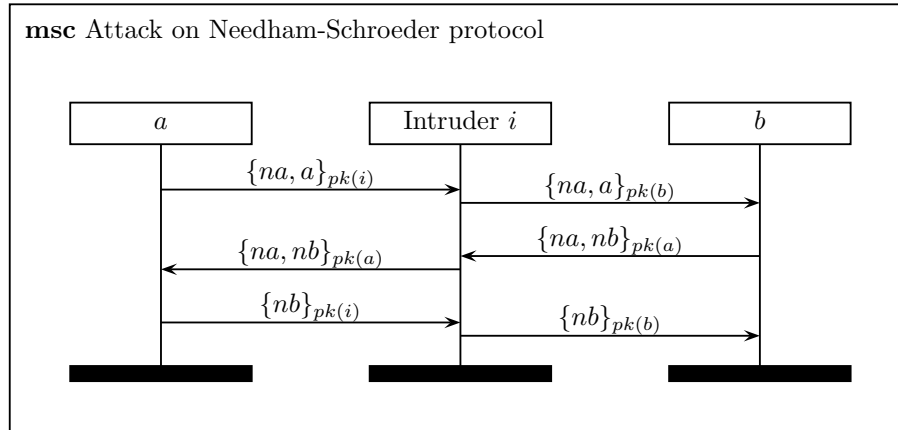 msc Attack on Needham-Schroeder protocol
a
Intruder i
b
{na, a}pk(i)
{na, a}pk(b)
{na, nb}pk(a)
{na, nb}pk(a)
{nb}pk(i)
{nb}pk(b)